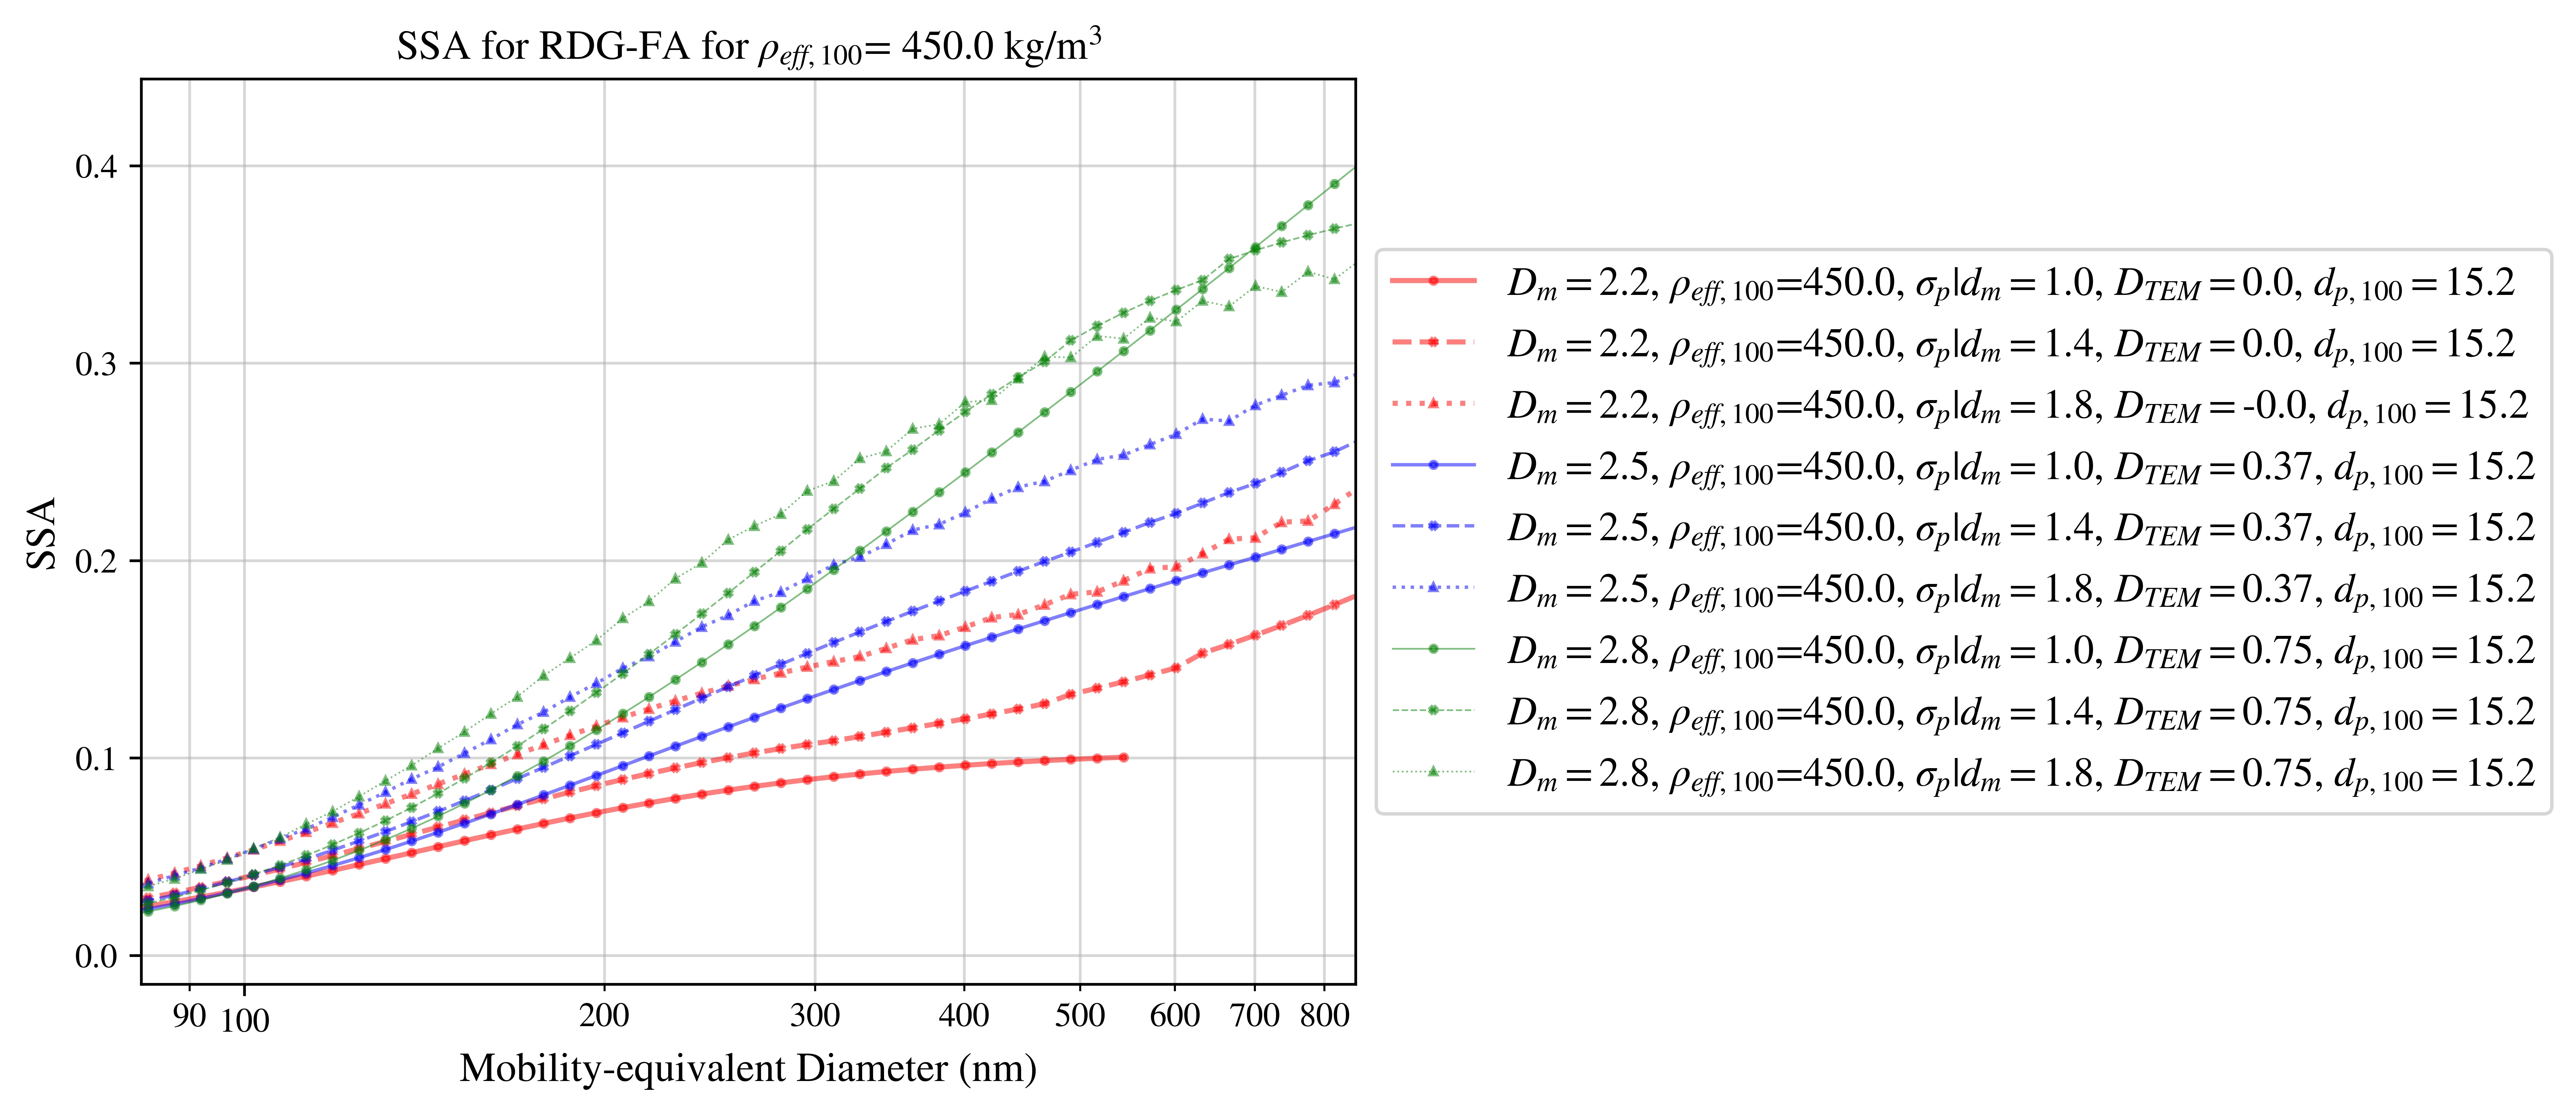 SSA for RDG-FA for ρeff,100= 450.0 kg/m³
SSA
0.4
0.3
0.2
0.1
0.0
90 100 200 300 400 500 600 700 800
Mobility-equivalent Diameter (nm)
Dm = 2.2, ρeff,100=450.0, σp|dm = 1.0, DTEM = 0.0, dp,100 = 15.2
Dm = 2.2, ρeff,100=450.0, σp|dm = 1.4, DTEM = 0.0, dp,100 = 15.2
Dm = 2.2, ρeff,100=450.0, σp|dm = 1.8, DTEM = -0.0, dp,100 = 15.2
Dm = 2.5, ρeff,100=450.0, σp|dm = 1.0, DTEM = 0.37, dp,100 = 15.2
Dm = 2.5, ρeff,100=450.0, σp|dm = 1.4, DTEM = 0.37, dp,100 = 15.2
Dm = 2.5, ρeff,100=450.0, σp|dm = 1.8, DTEM = 0.37, dp,100 = 15.2
Dm = 2.8, ρeff,100=450.0, σp|dm = 1.0, DTEM = 0.75, dp,100 = 15.2
Dm = 2.8, ρeff,100=450.0, σp|dm = 1.4, DTEM = 0.75, dp,100 = 15.2
Dm = 2.8, ρeff,100=450.0, σp|dm = 1.8, DTEM = 0.75, dp,100 = 15.2